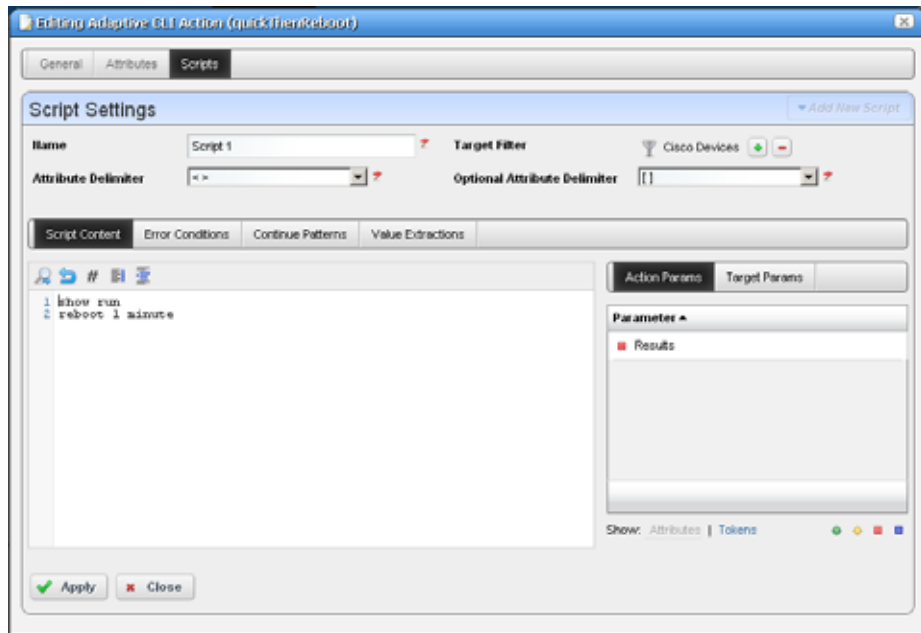 Editing Adaptive CLI Action (quickThenReboot)
General Attributes Scripts
Script Settings
Add New Script
Name Script 1 ? Target Filter Cisco Devices
Attribute Delimiter <> ? Optional Attribute Delimiter [] ?
Script Content Error Conditions Continue Patterns Value Extractions
Action Params Target Params
#
1 show run
2 reboot 1 minute
Parameter
Results
Show: Attributes | Tokens
Apply Close